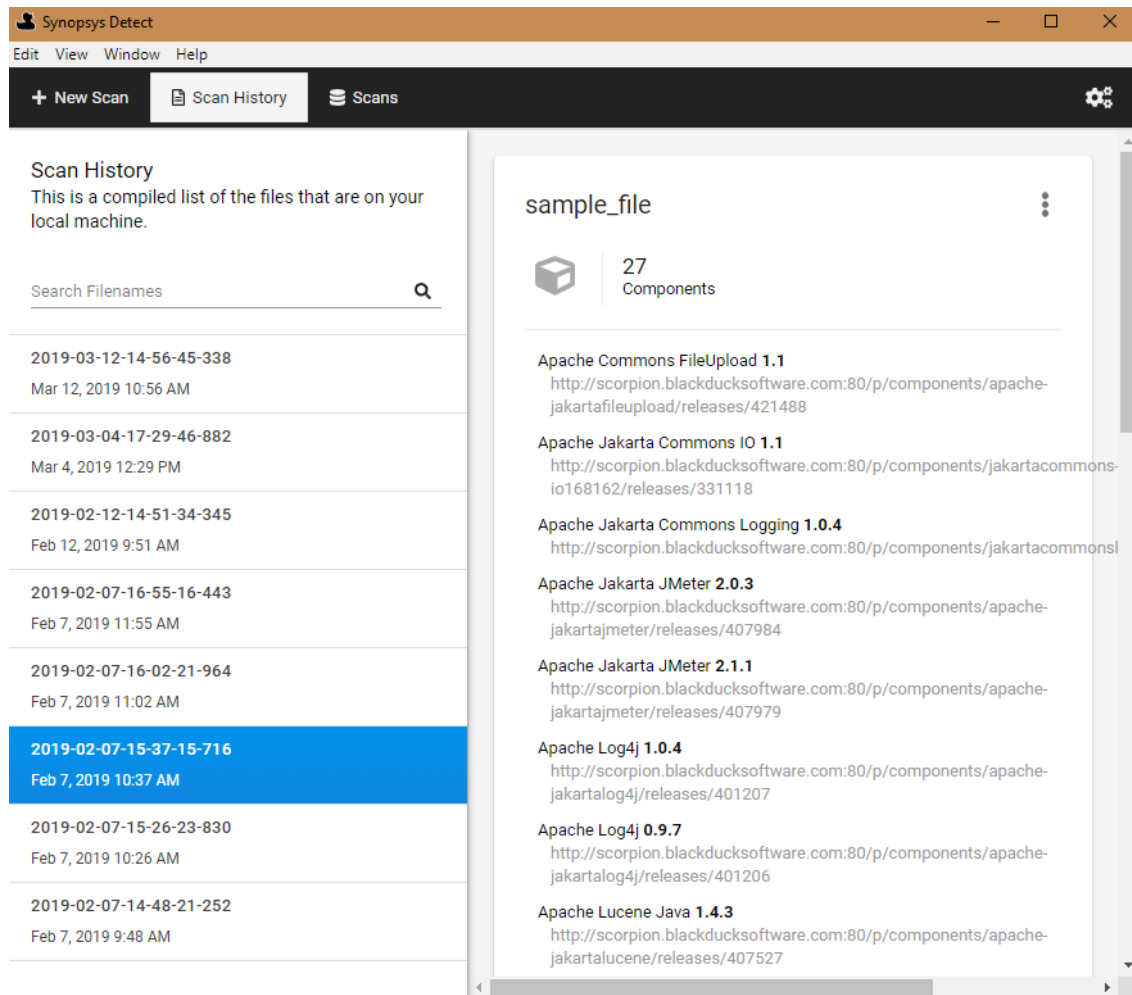 Synopsys Detect
Edit View Window Help
+ New Scan
Scan History
Scans
Scan History
This is a compiled list of the files that are on your
local machine.
Search Filenames
2019-03-12-14-56-45-338
Mar 12, 2019 10:56 AM
2019-03-04-17-29-46-882
Mar 4, 2019 12:29 PM
2019-02-12-14-51-34-345
Feb 12, 2019 9:51 AM
2019-02-07-16-55-16-443
Feb 7, 2019 11:55 AM
2019-02-07-16-02-21-964
Feb 7, 2019 11:02 AM
2019-02-07-15-37-15-716
Feb 7, 2019 10:37 AM
2019-02-07-15-26-23-830
Feb 7, 2019 10:26 AM
2019-02-07-14-48-21-252
Feb 7, 2019 9:48 AM
sample_file
27
Components
Apache Commons FileUpload 1.1
http://scorpion.blackducksoftware.com:80/p/components/apache-
jakartafileupload/releases/421488
Apache Jakarta Commons IO 1.1
http://scorpion.blackducksoftware.com:80/p/components/jakartacommons-
io168162/releases/331118
Apache Jakarta Commons Logging 1.0.4
http://scorpion.blackducksoftware.com:80/p/components/jakartacommonsl
Apache Jakarta JMeter 2.0.3
http://scorpion.blackducksoftware.com:80/p/components/apache-
jakartajmeter/releases/407984
Apache Jakarta JMeter 2.1.1
http://scorpion.blackducksoftware.com:80/p/components/apache-
jakartajmeter/releases/407979
Apache Log4j 1.0.4
http://scorpion.blackducksoftware.com:80/p/components/apache-
jakartalog4j/releases/401207
Apache Log4j 0.9.7
http://scorpion.blackducksoftware.com:80/p/components/apache-
jakartalog4j/releases/401206
Apache Lucene Java 1.4.3
http://scorpion.blackducksoftware.com:80/p/components/apache-
jakartalucene/releases/407527